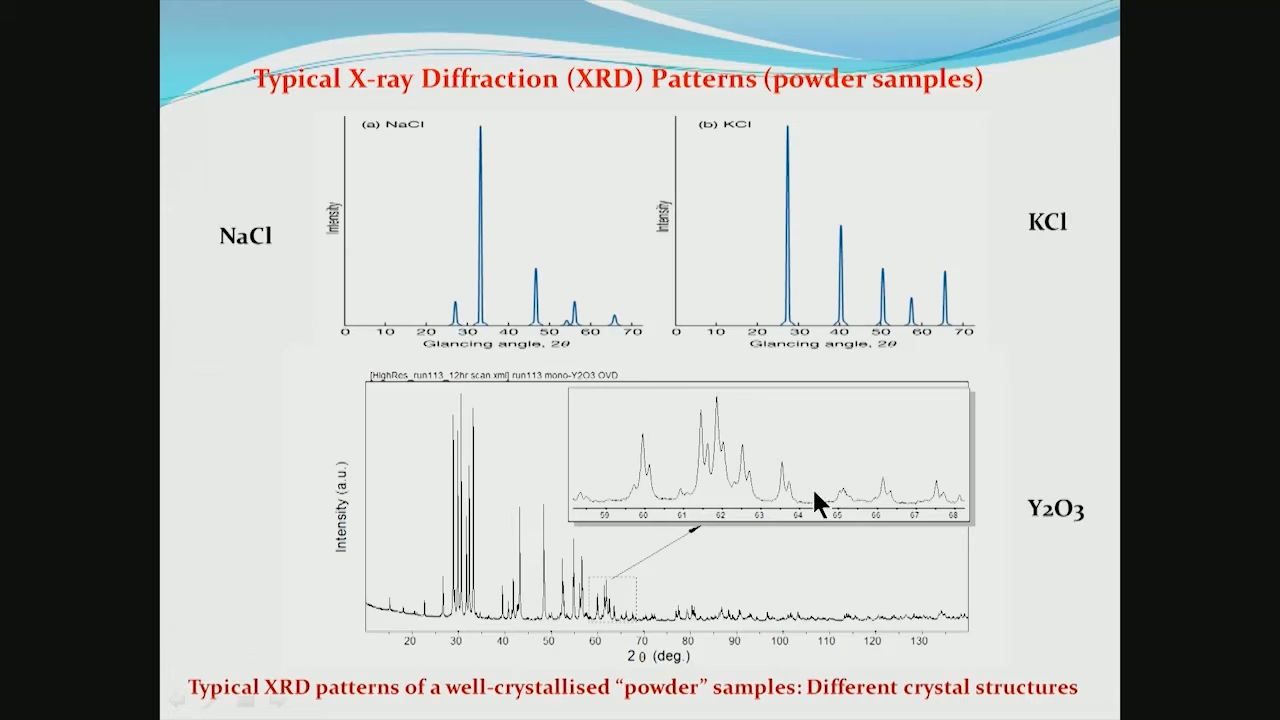 Typical X-ray Diffraction (XRD) Patterns (powder samples)
(a) NaCl
(b) KCl
Intensity
Intensity
NaCl
KCl
0 10 20 30 40 50 60 70
0 10 20 30 40 50 60 70
Glancing angle, 2θ
Glancing angle, 2θ
[HighRes_run113_12hr scan xml] run113 mono-Y2O3 OVD
Intensity (a.u.)
59 60 61 62 63 64 65 66 67 68
Y2O3
20 30 40 50 60 70 80 90 100 110 120 130
2 θ (deg.)
Typical XRD patterns of a well-crystallised “powder” samples: Different crystal structures